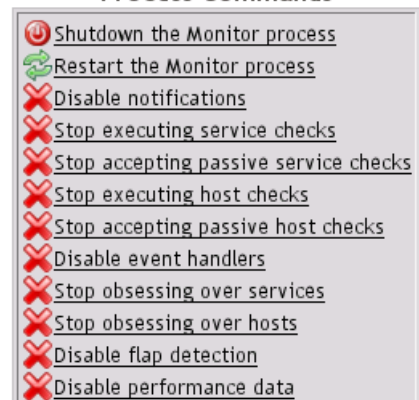 Process Commands
Shutdown the Monitor process
Restart the Monitor process
Disable notifications
Stop executing service checks
Stop accepting passive service checks
Stop executing host checks
Stop accepting passive host checks
Disable event handlers
Stop obsessing over services
Stop obsessing over hosts
Disable flap detection
Disable performance data